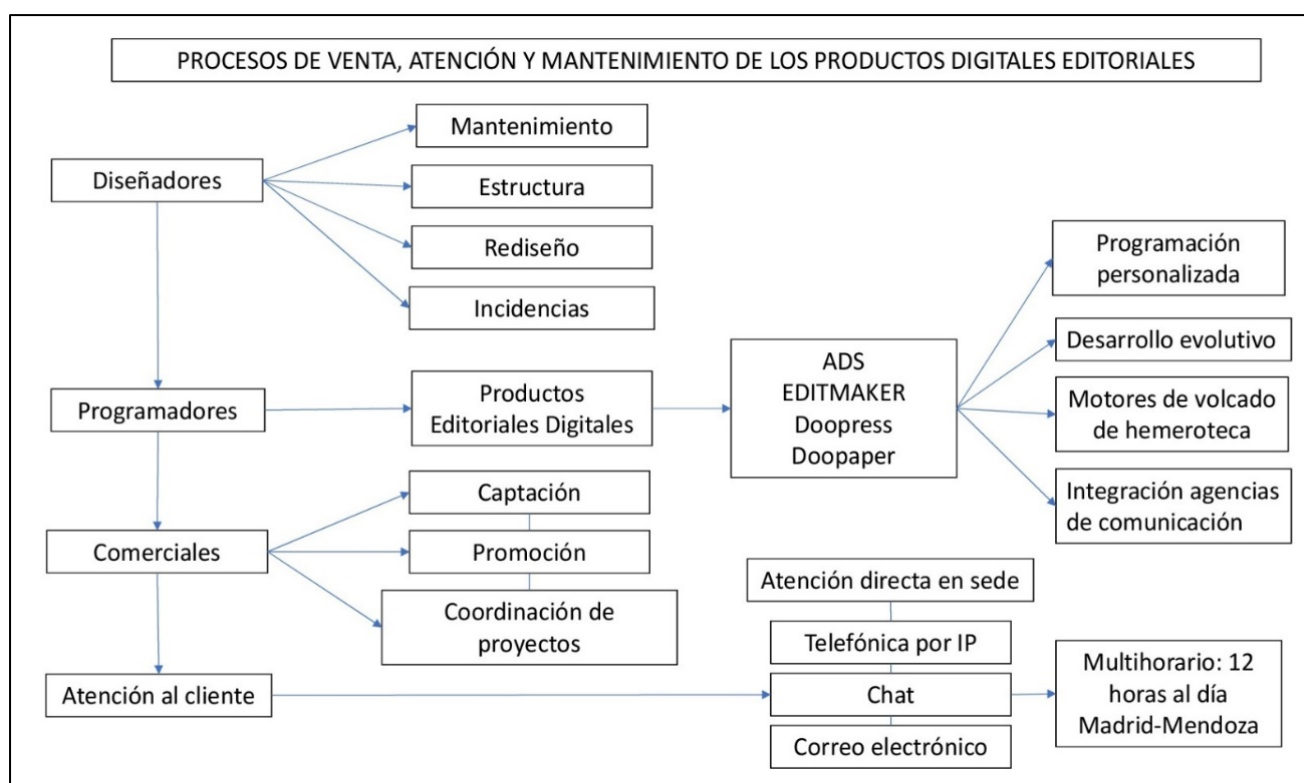 PROCESOS DE VENTA, ATENCIÓN Y MANTENIMIENTO DE LOS PRODUCTOS DIGITALES EDITORIALES
Diseñadores
Mantenimiento
Estructura
Rediseño
Incidencias
Programadores
Productos
Editoriales Digitales
ADS
EDITMAKER
Doopress
Doopaper
Programación
personalizada
Desarrollo evolutivo
Motores de volcado
de hemeroteca
Integración agencias
de comunicación
Comerciales
Captación
Promoción
Coordinación de
proyectos
Atención al cliente
Atención directa en sede
Telefónica por IP
Chat
Correo electrónico
Multihorario: 12
horas al día
Madrid-Mendoza